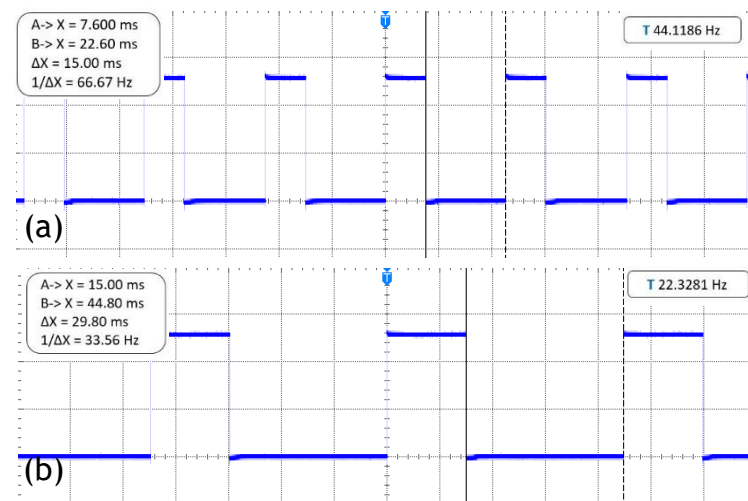 A-> X = 7.600 ms
B-> X = 22.60 ms
ΔX = 15.00 ms
1/ΔX = 66.67 Hz
T
T 44.1186 Hz
(a)
A-> X = 15.00 ms
B-> X = 44.80 ms
ΔX = 29.80 ms
1/ΔX = 33.56 Hz
T
T 22.3281 Hz
(b)